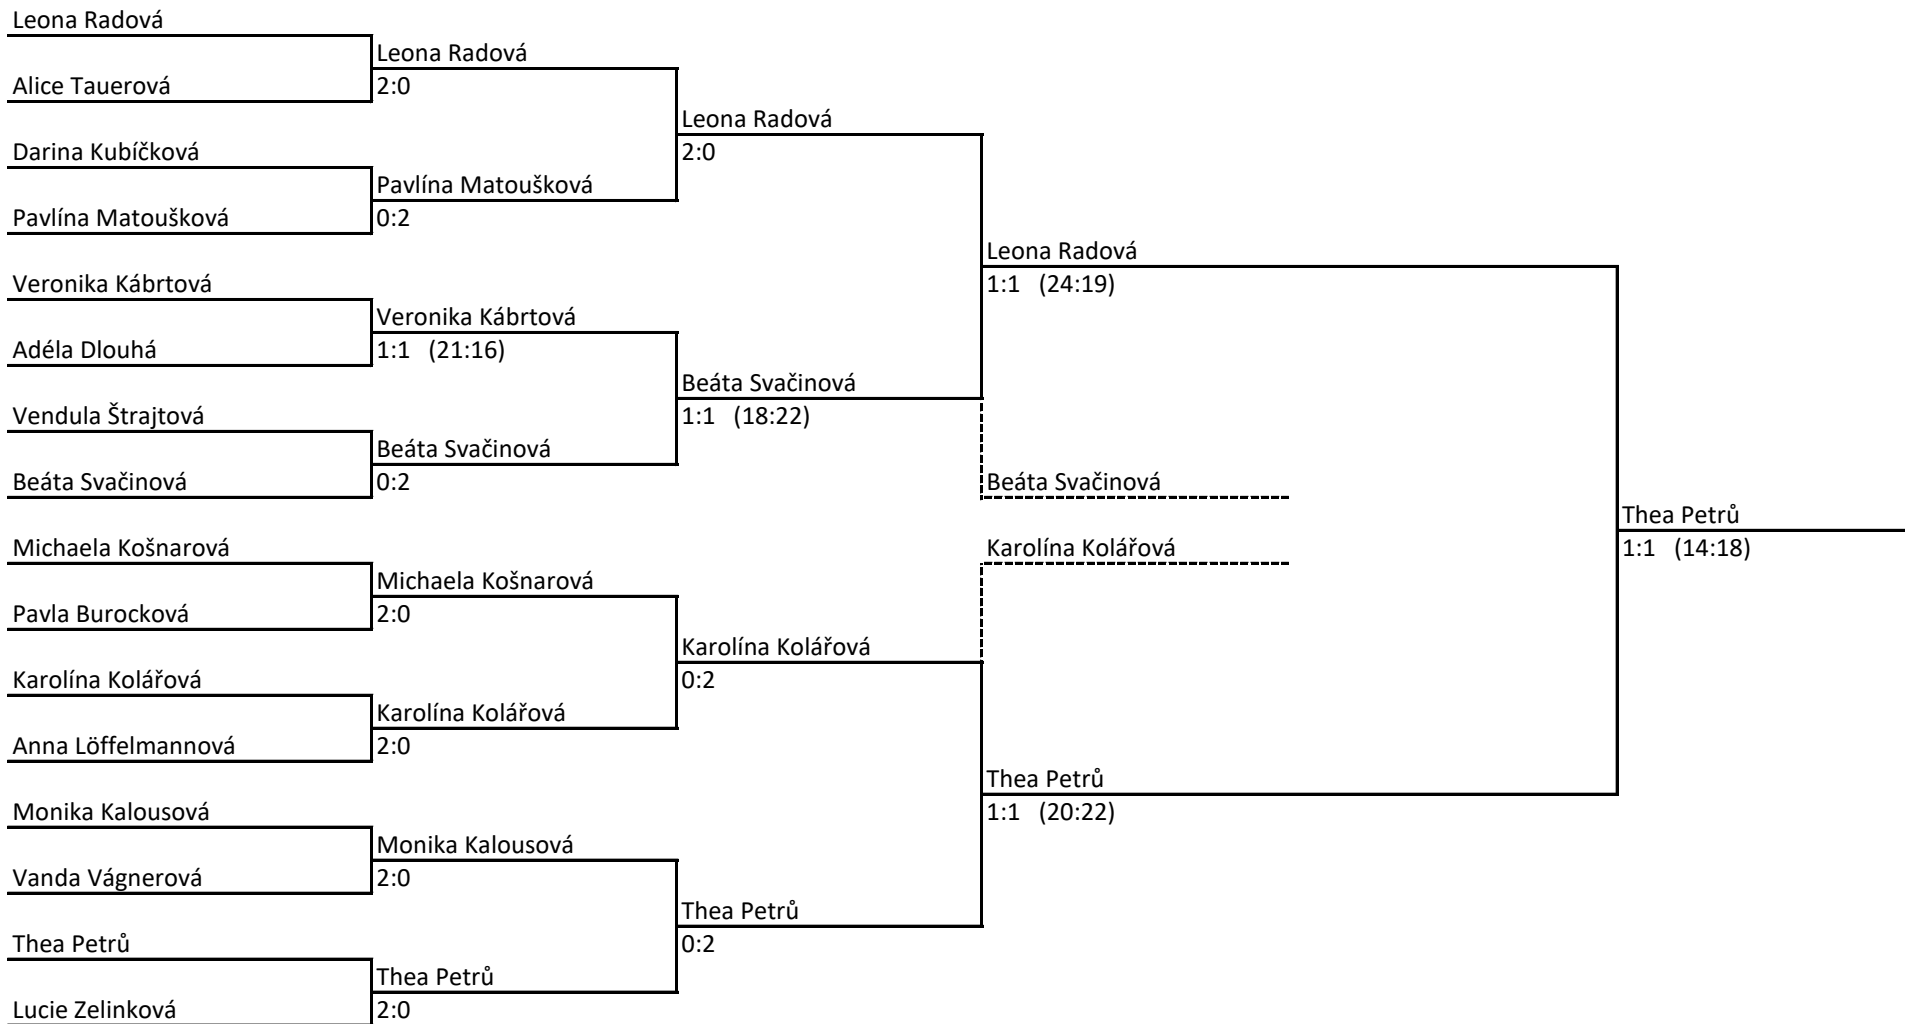 Leona Radová
Leona Radová
Alice Tauerová
2:0
Leona Radová
Darina Kubíčková
2:0
Pavlína Matoušková
Pavlína Matoušková
0:2
Leona Radová
Veronika Kábrtová
1:1 (24:19)
Veronika Kábrtová
Adéla Dlouhá
1:1 (21:16)
Beáta Svačinová
Vendula Štrajtová
1:1 (18:22)
Beáta Svačinová
Beáta Svačinová
0:2
Beáta Svačinová
Thea Petrů
Michaela Košnarová
Karolína Kolářová
1:1 (14:18)
Michaela Košnarová
Pavla Burocková
2:0
Karolína Kolářová
Karolína Kolářová
0:2
Karolína Kolářová
Anna Löffelmannová
2:0
Thea Petrů
Monika Kalousová
1:1 (20:22)
Monika Kalousová
Vanda Vágnerová
2:0
Thea Petrů
Thea Petrů
0:2
Thea Petrů
Lucie Zelinková
2:0